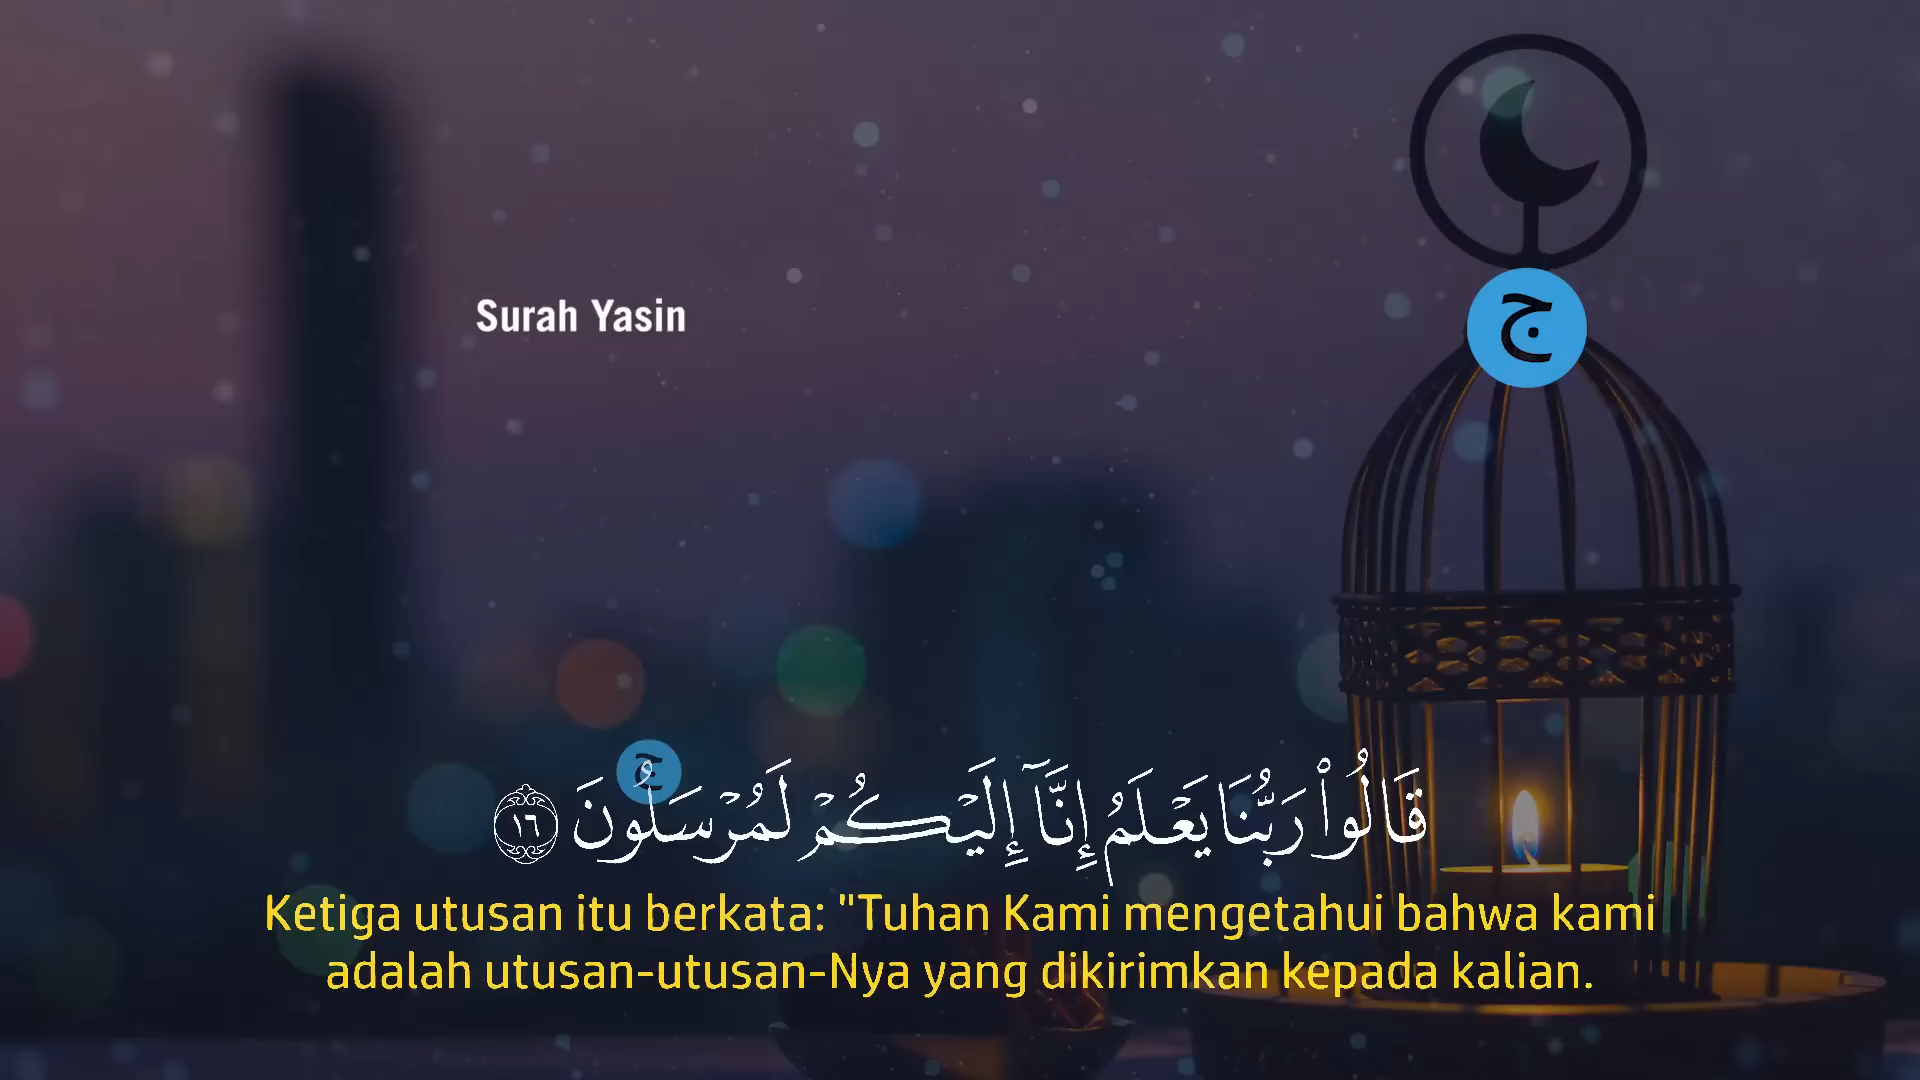 Surah Yasin
ج
ج
قَالُوا۟ رَبُّنَا يَعْلَمُ إِنَّآ إِلَيْكُمْ لَمُرْسَلُونَ ١٦
Ketiga utusan itu berkata: "Tuhan Kami mengetahui bahwa kami
adalah utusan-utusan-Nya yang dikirimkan kepada kalian.